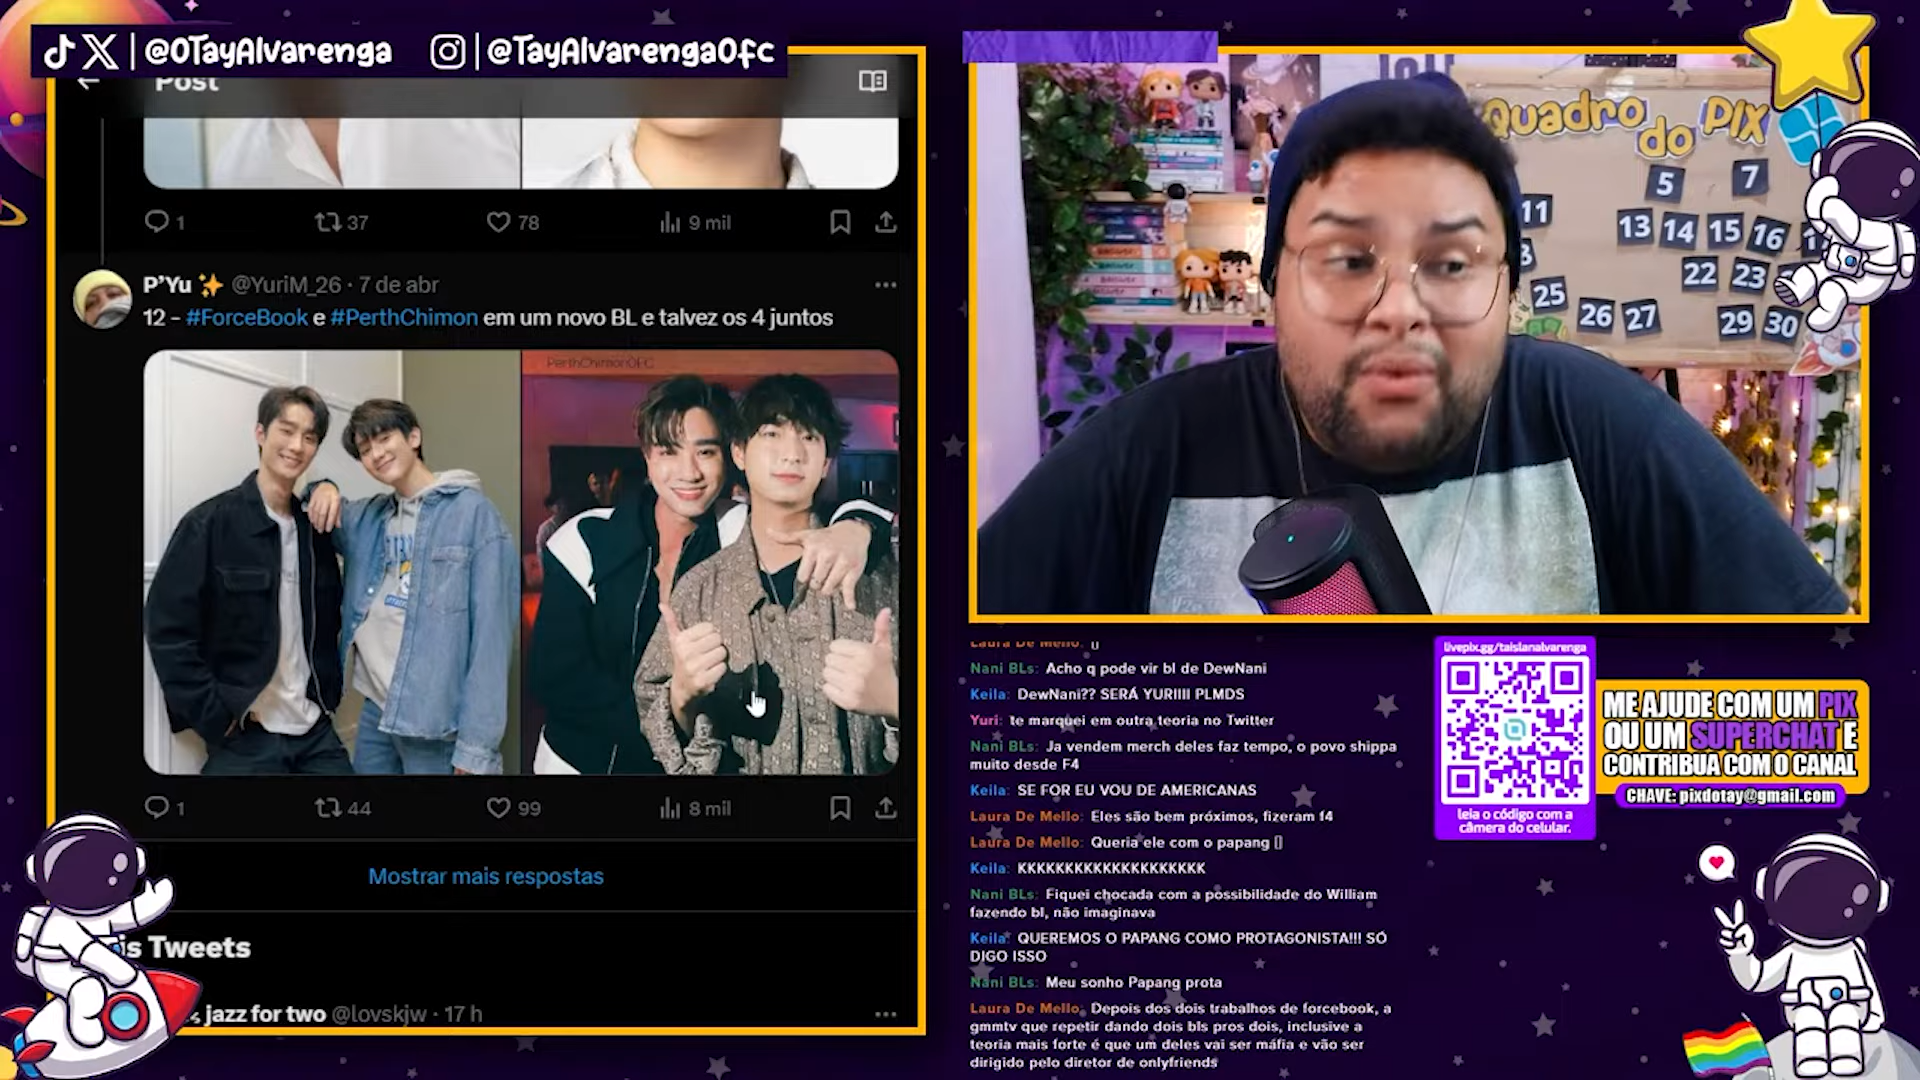 @OTayAlvarenga
@TayAlvarengaOfc
Post
1
37
78
9 mil
P'Yu ✨ @YuriM_26 · 7 de abr
12 - #ForceBook e #PerthChimon em um novo BL e talvez os 4 juntos
PerthChimonOFC
1
44
99
8 mil
Mostrar mais respostas
is Tweets
jazz for two @lovskjw · 17 h
Quadro
do PIX
5
7
11
13
14
15
16
22
23
25
26
27
29
30
Laura De Mello:
Nani BLs: Acho q pode vir bl de DewNani
Keila: DewNani?? SERÁ YURIIII PLMDS
Yuri: te marquei em outra teoria no Twitter
Nani BLs: Ja vendem merch deles faz tempo, o povo shippa
muito desde F4
Keila: SE FOR EU VOU DE AMERICANAS
Laura De Mello: Eles são bem próximos, fizeram f4
Laura De Mello: Queria ele com o papang
Keila: KKKKKKKKKKKKKKKKKKKK
Nani BLs: Fiquei chocada com a possibilidade do William
fazendo bl, não imaginava
Keila: QUEREMOS O PAPANG COMO PROTAGONISTA!!! SÓ
DIGO ISSO
Nani BLs: Meu sonho Papang prota
Laura De Mello: Depois dos dois trabalhos de forcebook, a
gmmtv que repetir dando dois bls pros dois, inclusive a
teoria mais forte é que um deles vai ser máfia e vão ser
dirigido pelo diretor de onlyfriends
livepix.gg/taislanalvarenga
leia o código com a
câmera do celular.
ME AJUDE COM UM PIX
OU UM SUPERCHAT E
CONTRIBUA COM O CANAL
CHAVE: pixdotay@gmail.com